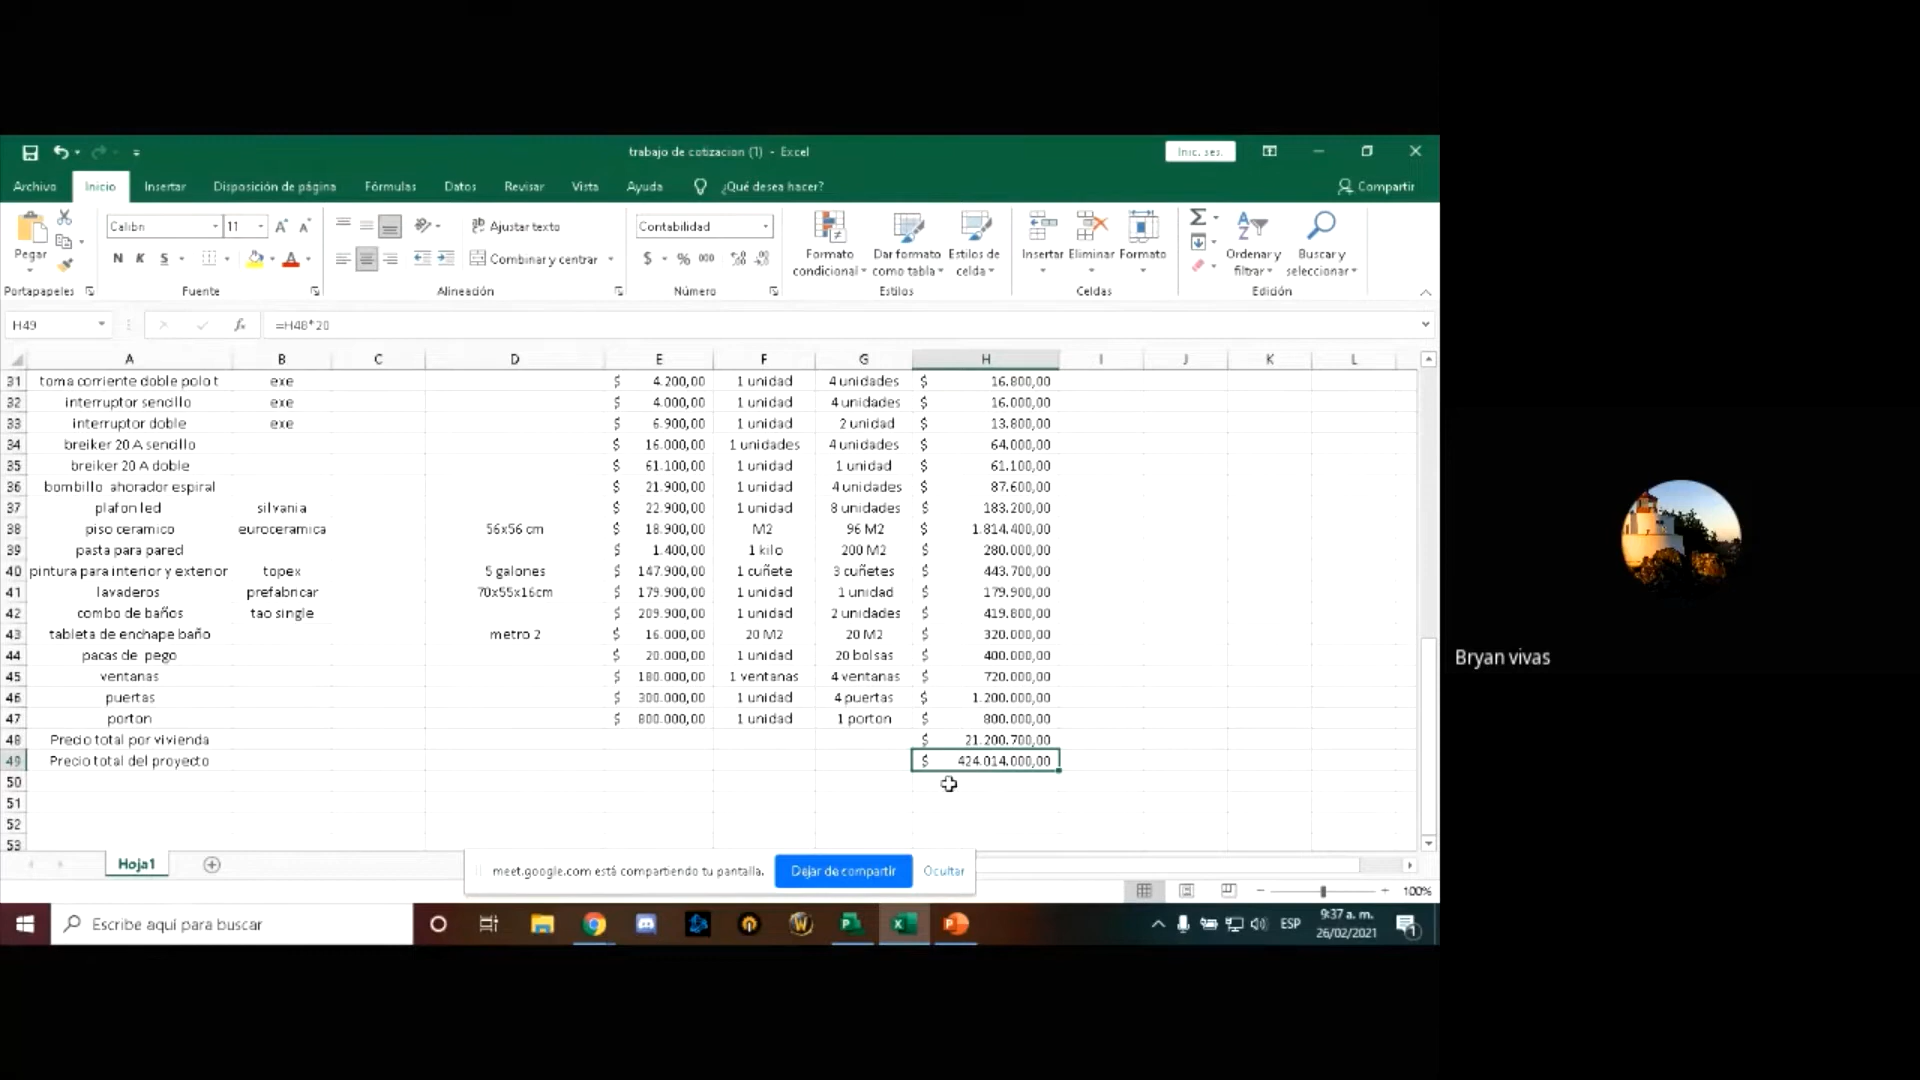 trabajo de cotizacion (1) - Excel
Inic. ses.
Archivo Inicio Insertar Disposición de página Fórmulas Datos Revisar Vista Ayuda ¿Qué desea hacer? Compartir
Pegar
Portapapeles
Calibri 11
N K S
Fuente
Ajustar texto
Combinar y centrar
Alineación
Contabilidad
$ % 000
Número
Formato condicional
Dar formato como tabla
Estilos de celda
Estilos
Insertar Eliminar Formato
Celdas
Ordenar y filtrar
Buscar y seleccionar
Edición
H49 fx =H48*20
A B C D E F G H I J K L
31 toma corriente doble polo t exe $ 4.200,00 1 unidad 4 unidades $ 16.800,00
32 interruptor sencillo exe $ 4.000,00 1 unidad 4 unidades $ 16.000,00
33 interruptor doble exe $ 6.900,00 1 unidad 2 unidad $ 13.800,00
34 breiker 20 A sencillo $ 16.000,00 1 unidades 4 unidades $ 64.000,00
35 breiker 20 A doble $ 61.100,00 1 unidad 1 unidad $ 61.100,00
36 bombillo ahorador espiral $ 21.900,00 1 unidad 4 unidades $ 87.600,00
37 plafon led silvania $ 22.900,00 1 unidad 8 unidades $ 183.200,00
38 piso ceramico euroceramica 56x56 cm $ 18.900,00 M2 96 M2 $ 1.814.400,00
39 pasta para pared $ 1.400,00 1 kilo 200 M2 $ 280.000,00
40 pintura para interior y exterior topex 5 galones $ 147.900,00 1 cuñete 3 cuñetes $ 443.700,00
41 lavaderos prefabricar 70x55x16cm $ 179.900,00 1 unidad 1 unidad $ 179.900,00
42 combo de baños tao single $ 209.900,00 1 unidad 2 unidades $ 419.800,00
43 tableta de enchape baño metro 2 $ 16.000,00 20 M2 20 M2 $ 320.000,00
44 pacas de pego $ 20.000,00 1 unidad 20 bolsas $ 400.000,00
45 ventanas $ 180.000,00 1 ventanas 4 ventanas $ 720.000,00
46 puertas $ 300.000,00 1 unidad 4 puertas $ 1.200.000,00
47 porton $ 800.000,00 1 unidad 1 porton $ 800.000,00
48 Precio total por vivienda $ 21.200.700,00
49 Precio total del proyecto $ 424.014.000,00
50
51
52
53
Hoja1
meet.google.com está compartiendo tu pantalla. Dejar de compartir Ocultar
100%
Escribe aquí para buscar
ESP
9:37 a. m.
26/02/2021
1
Bryan vivas